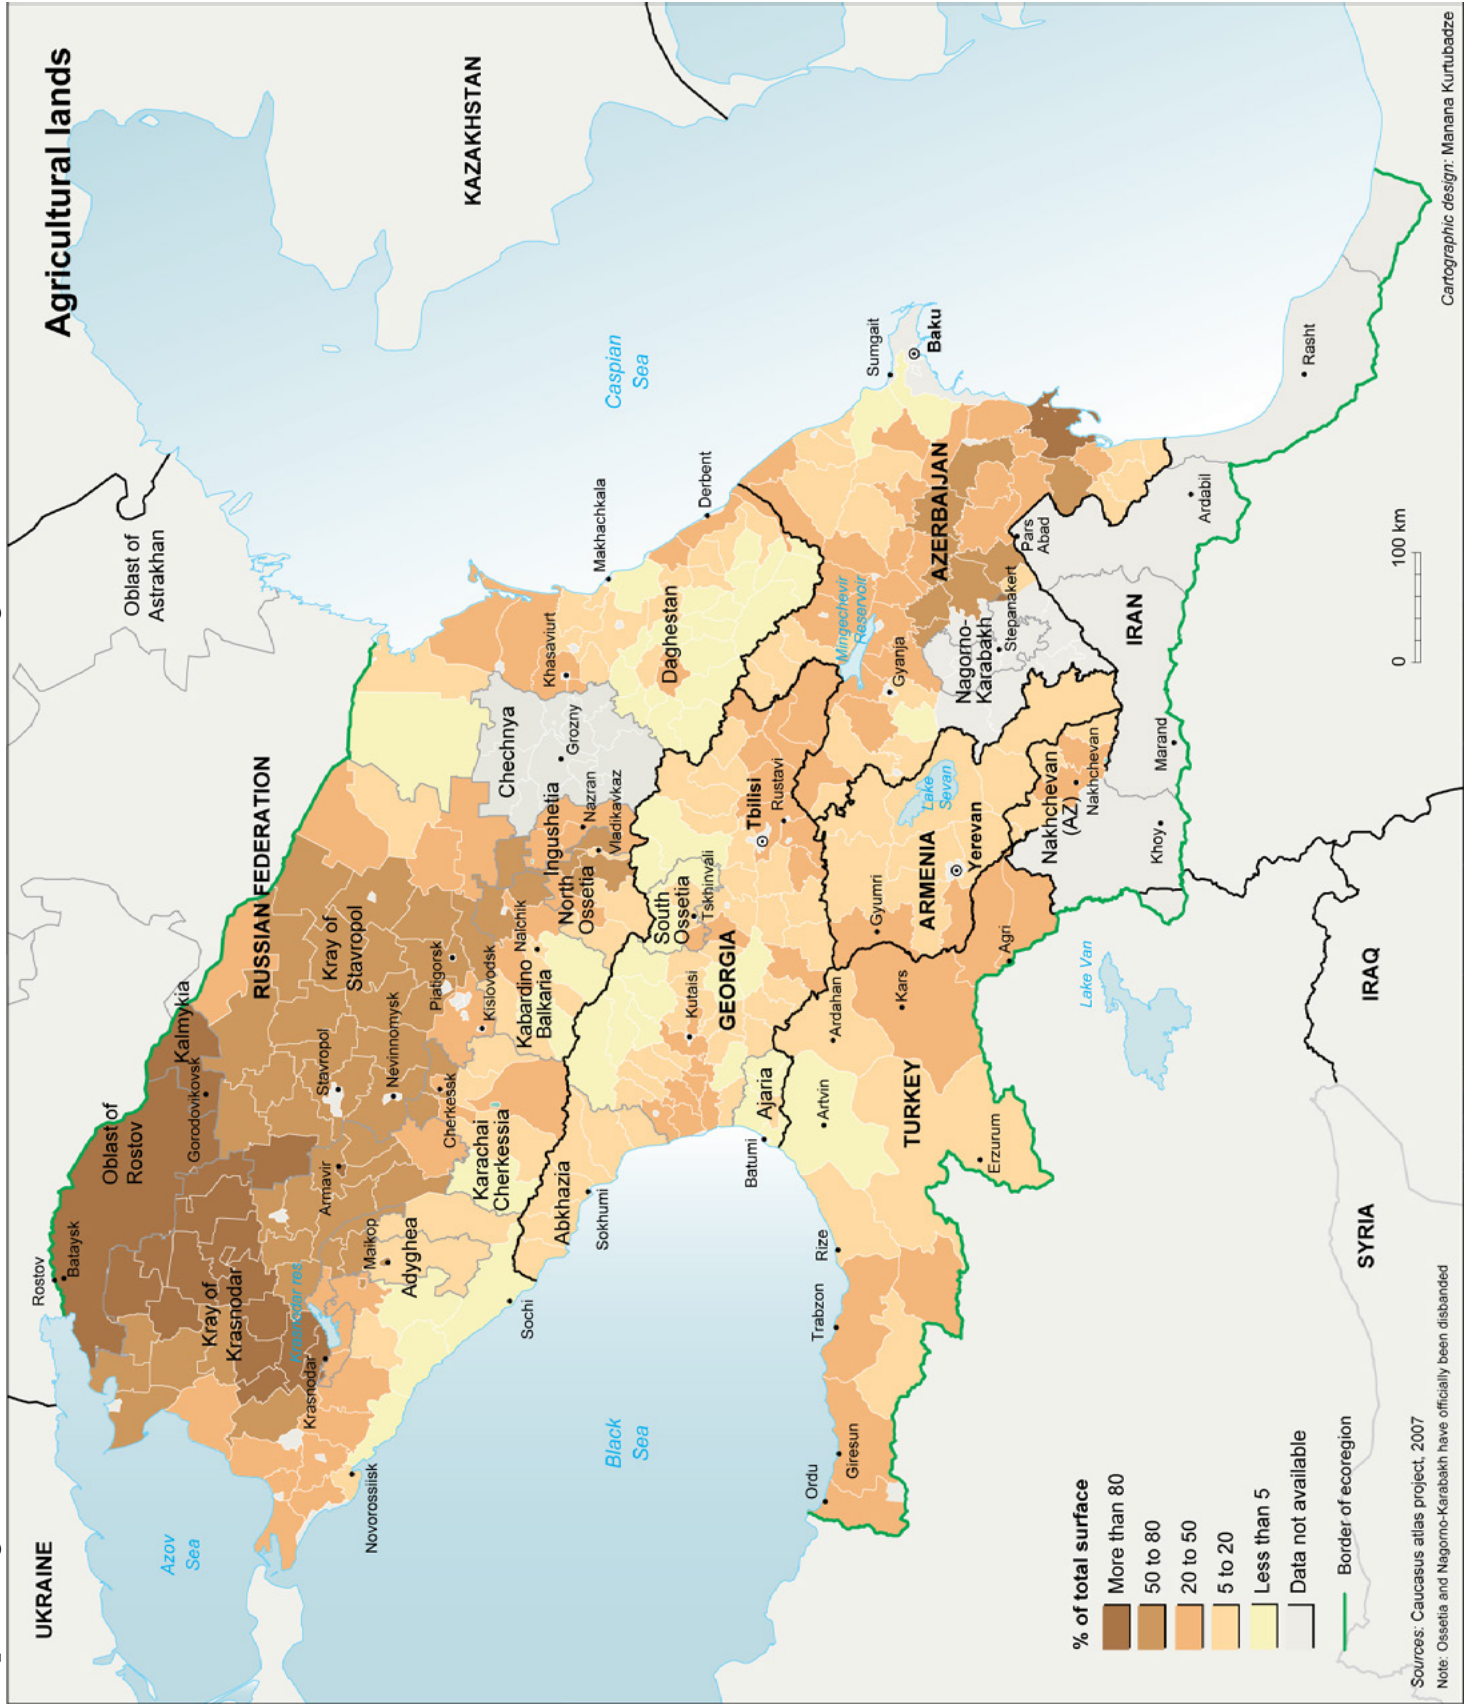 Agricultural lands
UKRAINE
Azov
Sea
Rostov
Bataysk
Oblast of
Rostov
Kalmykia
Gorodovikovsk
RUSSIAN FEDERATION
Oblast of
Astrakhan
KAZAKHSTAN
Kray of
Krasnodar
Krasnodar res
Krasnodar
Novorossiisk
Armavir
Maikop
Adyghea
Stavropol
Kray of
Stavropol
Nevinnomysk
Cherkessk
Piatigorsk
Kislovodsk
Karachai
Cherkessia
Kabardino
Balkaria
Nalchik
North
Ossetia
Ingushetia
Nazran
Vladikavkaz
Chechnya
Grozny
Khasaviurt
Makhachkala
Daghestan
Derbent
Caspian
Sea
Sochi
Abkhazia
Sokhumi
Black
Sea
South
Ossetia
Tskhinvali
Kutaisi
GEORGIA
Tbilisi
Rustavi
Ajaria
Batumi
Mingechevir
Reservoir
AZERBAIJAN
Sumgait
Baku
Gyanja
Nagorno-
Karabakh
Stepanakert
Pars
Abad
Gyumri
ARMENIA
Lake
Sevan
Yerevan
Nakhchevan
(AZ)
Nakhchevan
Ordu
Giresun
Trabzon
Rize
Artvin
Ardahan
Kars
TURKEY
Erzurum
Agri
Lake Van
Khoy
Marand
IRAN
Ardabil
Rasht
SYRIA
IRAQ
0
100 km
% of total surface
More than 80
50 to 80
20 to 50
5 to 20
Less than 5
Data not available
Border of ecoregion
Sources: Caucasus atlas project, 2007
Note: Ossetia and Nagorno-Karabakh have officially been disbanded
Cartographic design: Manana Kurtubadze